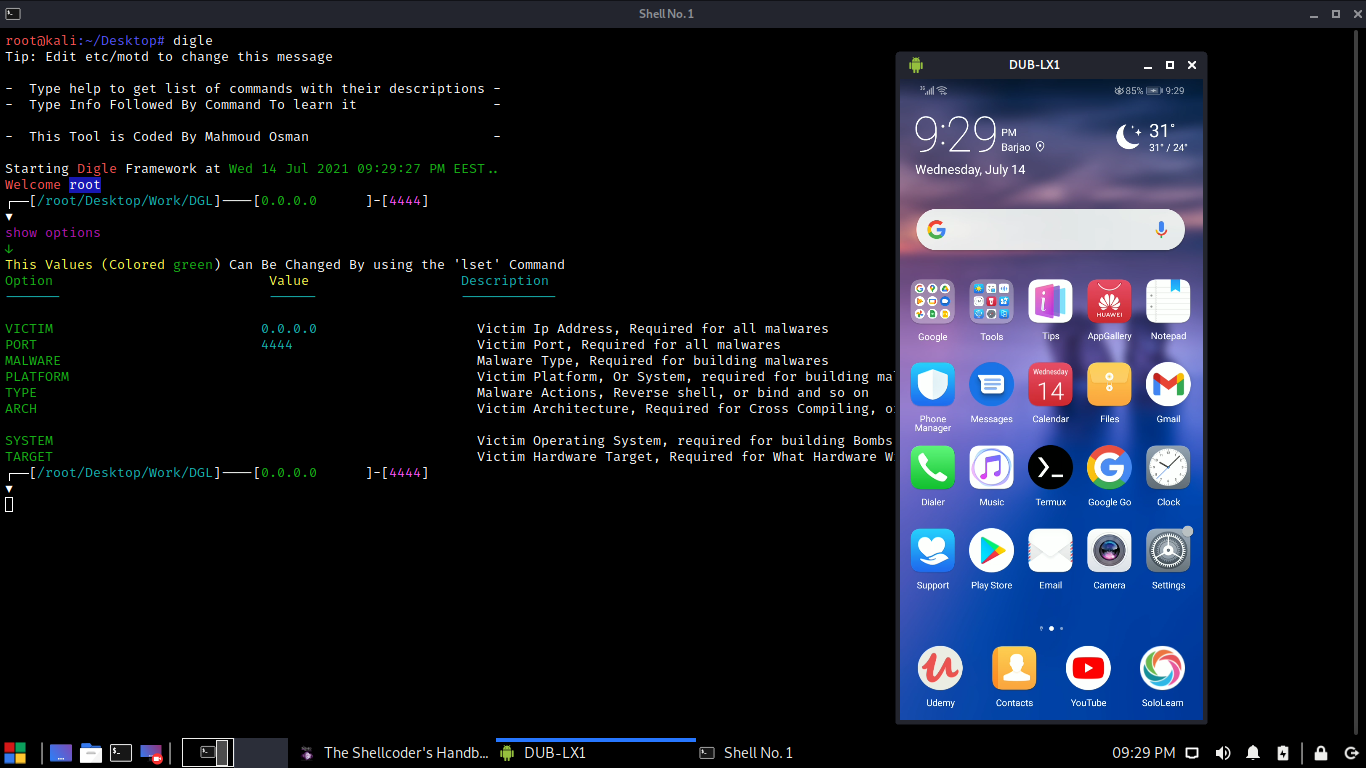 Shell No. 1
root@kali:~/Desktop# digle
Tip: Edit etc/motd to change this message
-  Type help to get list of commands with their descriptions -
-  Type Info Followed By Command To learn it                 -
-  This Tool is Coded By Mahmoud Osman                       -
Starting Digle Framework at Wed 14 Jul 2021 09:29:27 PM EEST..
Welcome root
┌──[/root/Desktop/Work/DGL]────[0.0.0.0      ]-[4444]
▼
show options
↓
This Values (Colored green) Can Be Changed By using the 'lset' Command
Option                           Value                   Description
VICTIM                          0.0.0.0                    Victim Ip Address, Required for all malwares
PORT                            4444                       Victim Port, Required for all malwares
MALWARE                                                    Malware Type, Required for building malwares
PLATFORM                                                   Victim Platform, Or System, required for building mal
TYPE                                                       Malware Actions, Reverse shell, or bind and so on
ARCH                                                       Victim Architecture, Required for Cross Compiling, o
SYSTEM                                                     Victim Operating System, required for building Bombs
TARGET                                                     Victim Hardware Target, Required for What Hardware W
┌──[/root/Desktop/Work/DGL]────[0.0.0.0      ]-[4444]
▼
DUB-LX1
3G 85% 9:29
9:29 PM
Barjao
31°
31° / 24°
Wednesday, July 14
Google Tools Tips AppGallery Notepad
HUAWEI
Wednesday
14
Phone Manager Messages Calendar Files Gmail
Dialer Music Termux Google Go Clock
Support Play Store Email Camera Settings
Udemy Contacts YouTube SoloLearn
The Shellcoder's Handb... DUB-LX1 Shell No. 1 09:29 PM